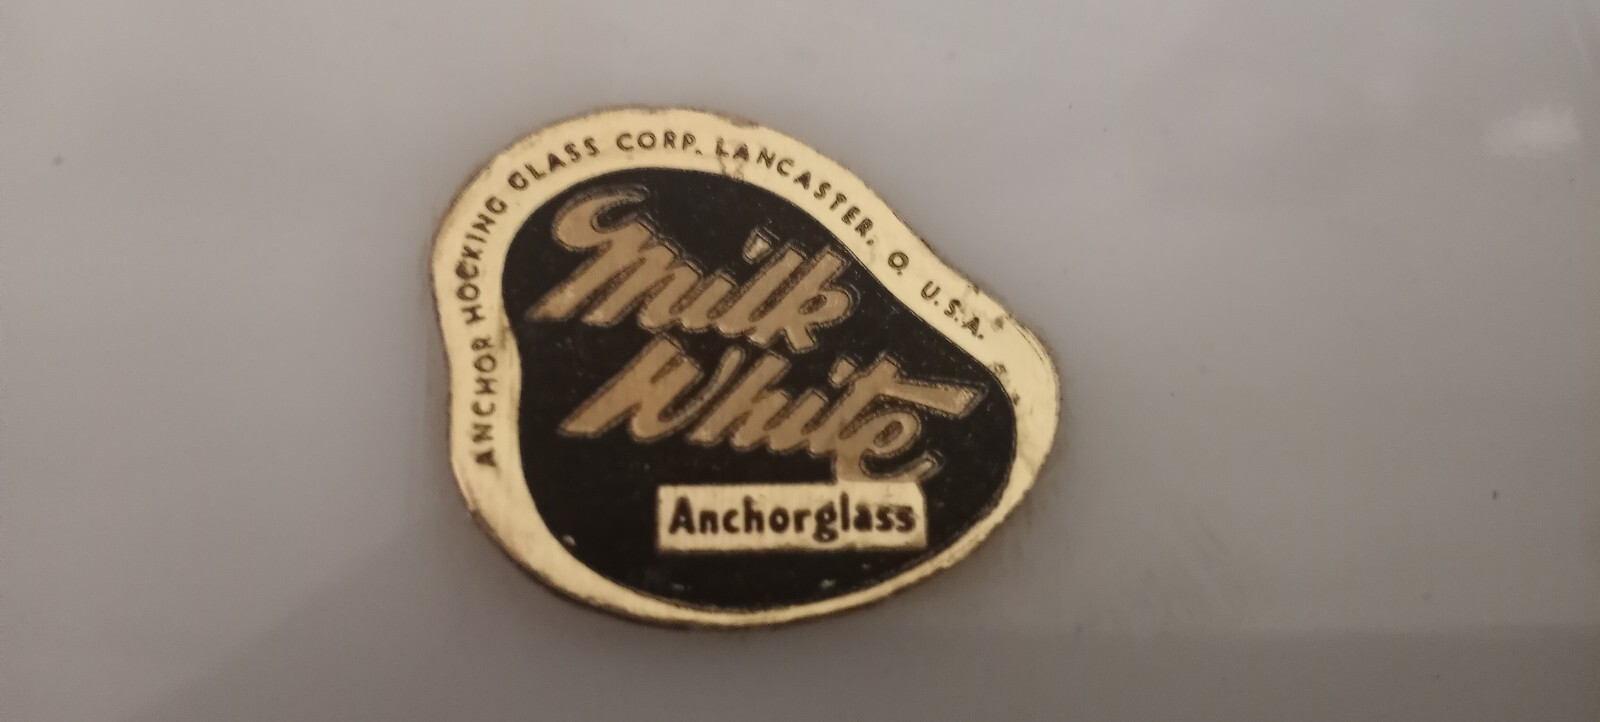 ANCHOR HOCKING GLASS CORP. LANCASTER, O. U.S.A.
Milk
White
Anchorglass